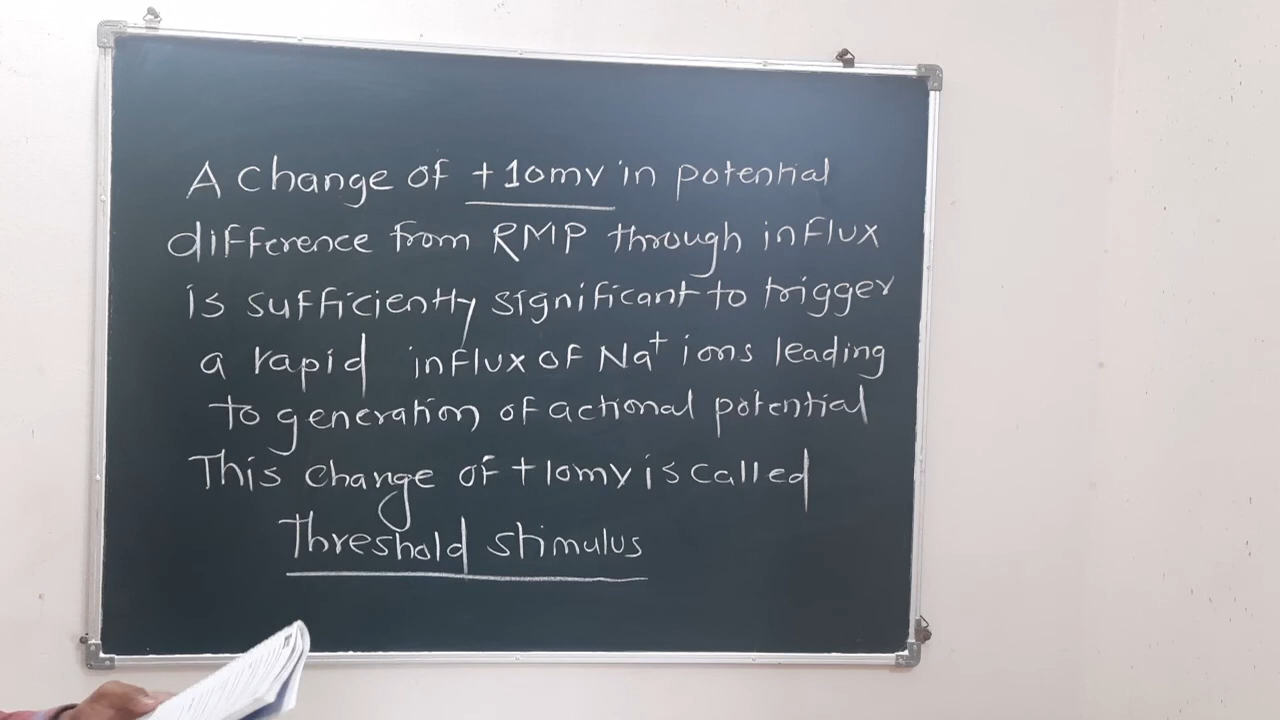 A change of +10mv in potential
difference from RMP through influx
is sufficiently significant to trigger
a rapid influx of Na⁺ ions leading
to generation of actional potential
This change of +10mv is called
Threshold stimulus